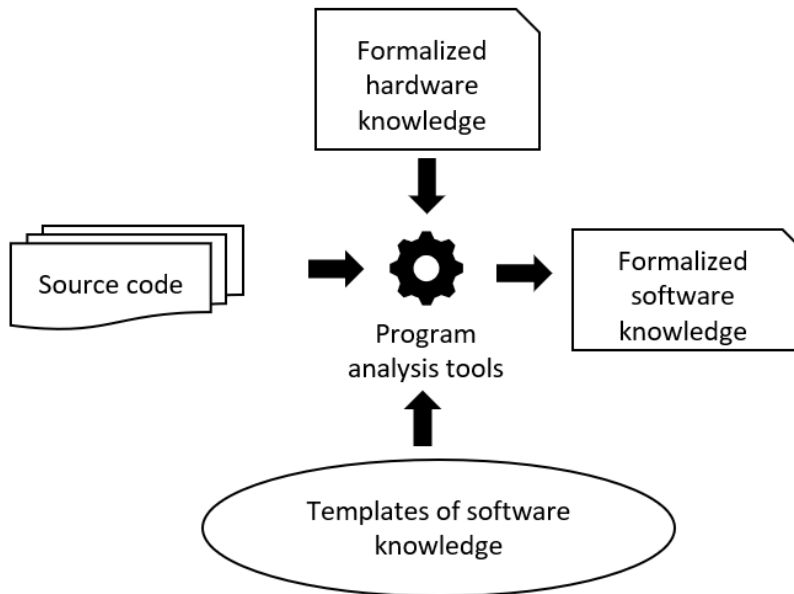 Formalized
hardware
knowledge
Source code
Formalized
software
knowledge
Program
analysis tools
Templates of software
knowledge